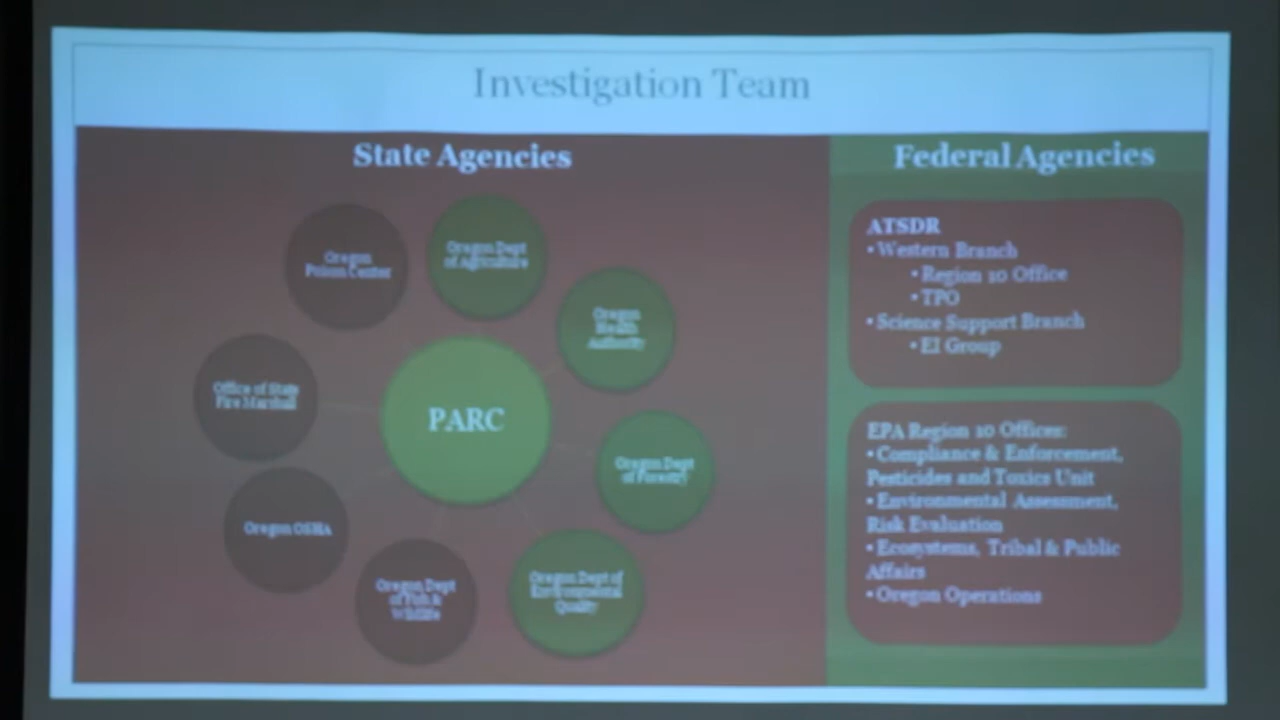 Investigation Team
State Agencies
Federal Agencies
Oregon
Poison Center
Oregon Dept
of Agriculture
Oregon
Health
Authority
Office of State
Fire Marshall
PARC
Oregon Dept
of Forestry
Oregon OSHA
Oregon Dept
of Fish &
Wildlife
Oregon Dept of
Environmental
Quality
ATSDR
• Western Branch
• Region 10 Office
• TPO
• Science Support Branch
• EI Group
EPA Region 10 Offices:
• Compliance & Enforcement,
Pesticides and Toxics Unit
• Environmental Assessment,
Risk Evaluation
• Ecosystems, Tribal & Public
Affairs
• Oregon Operations